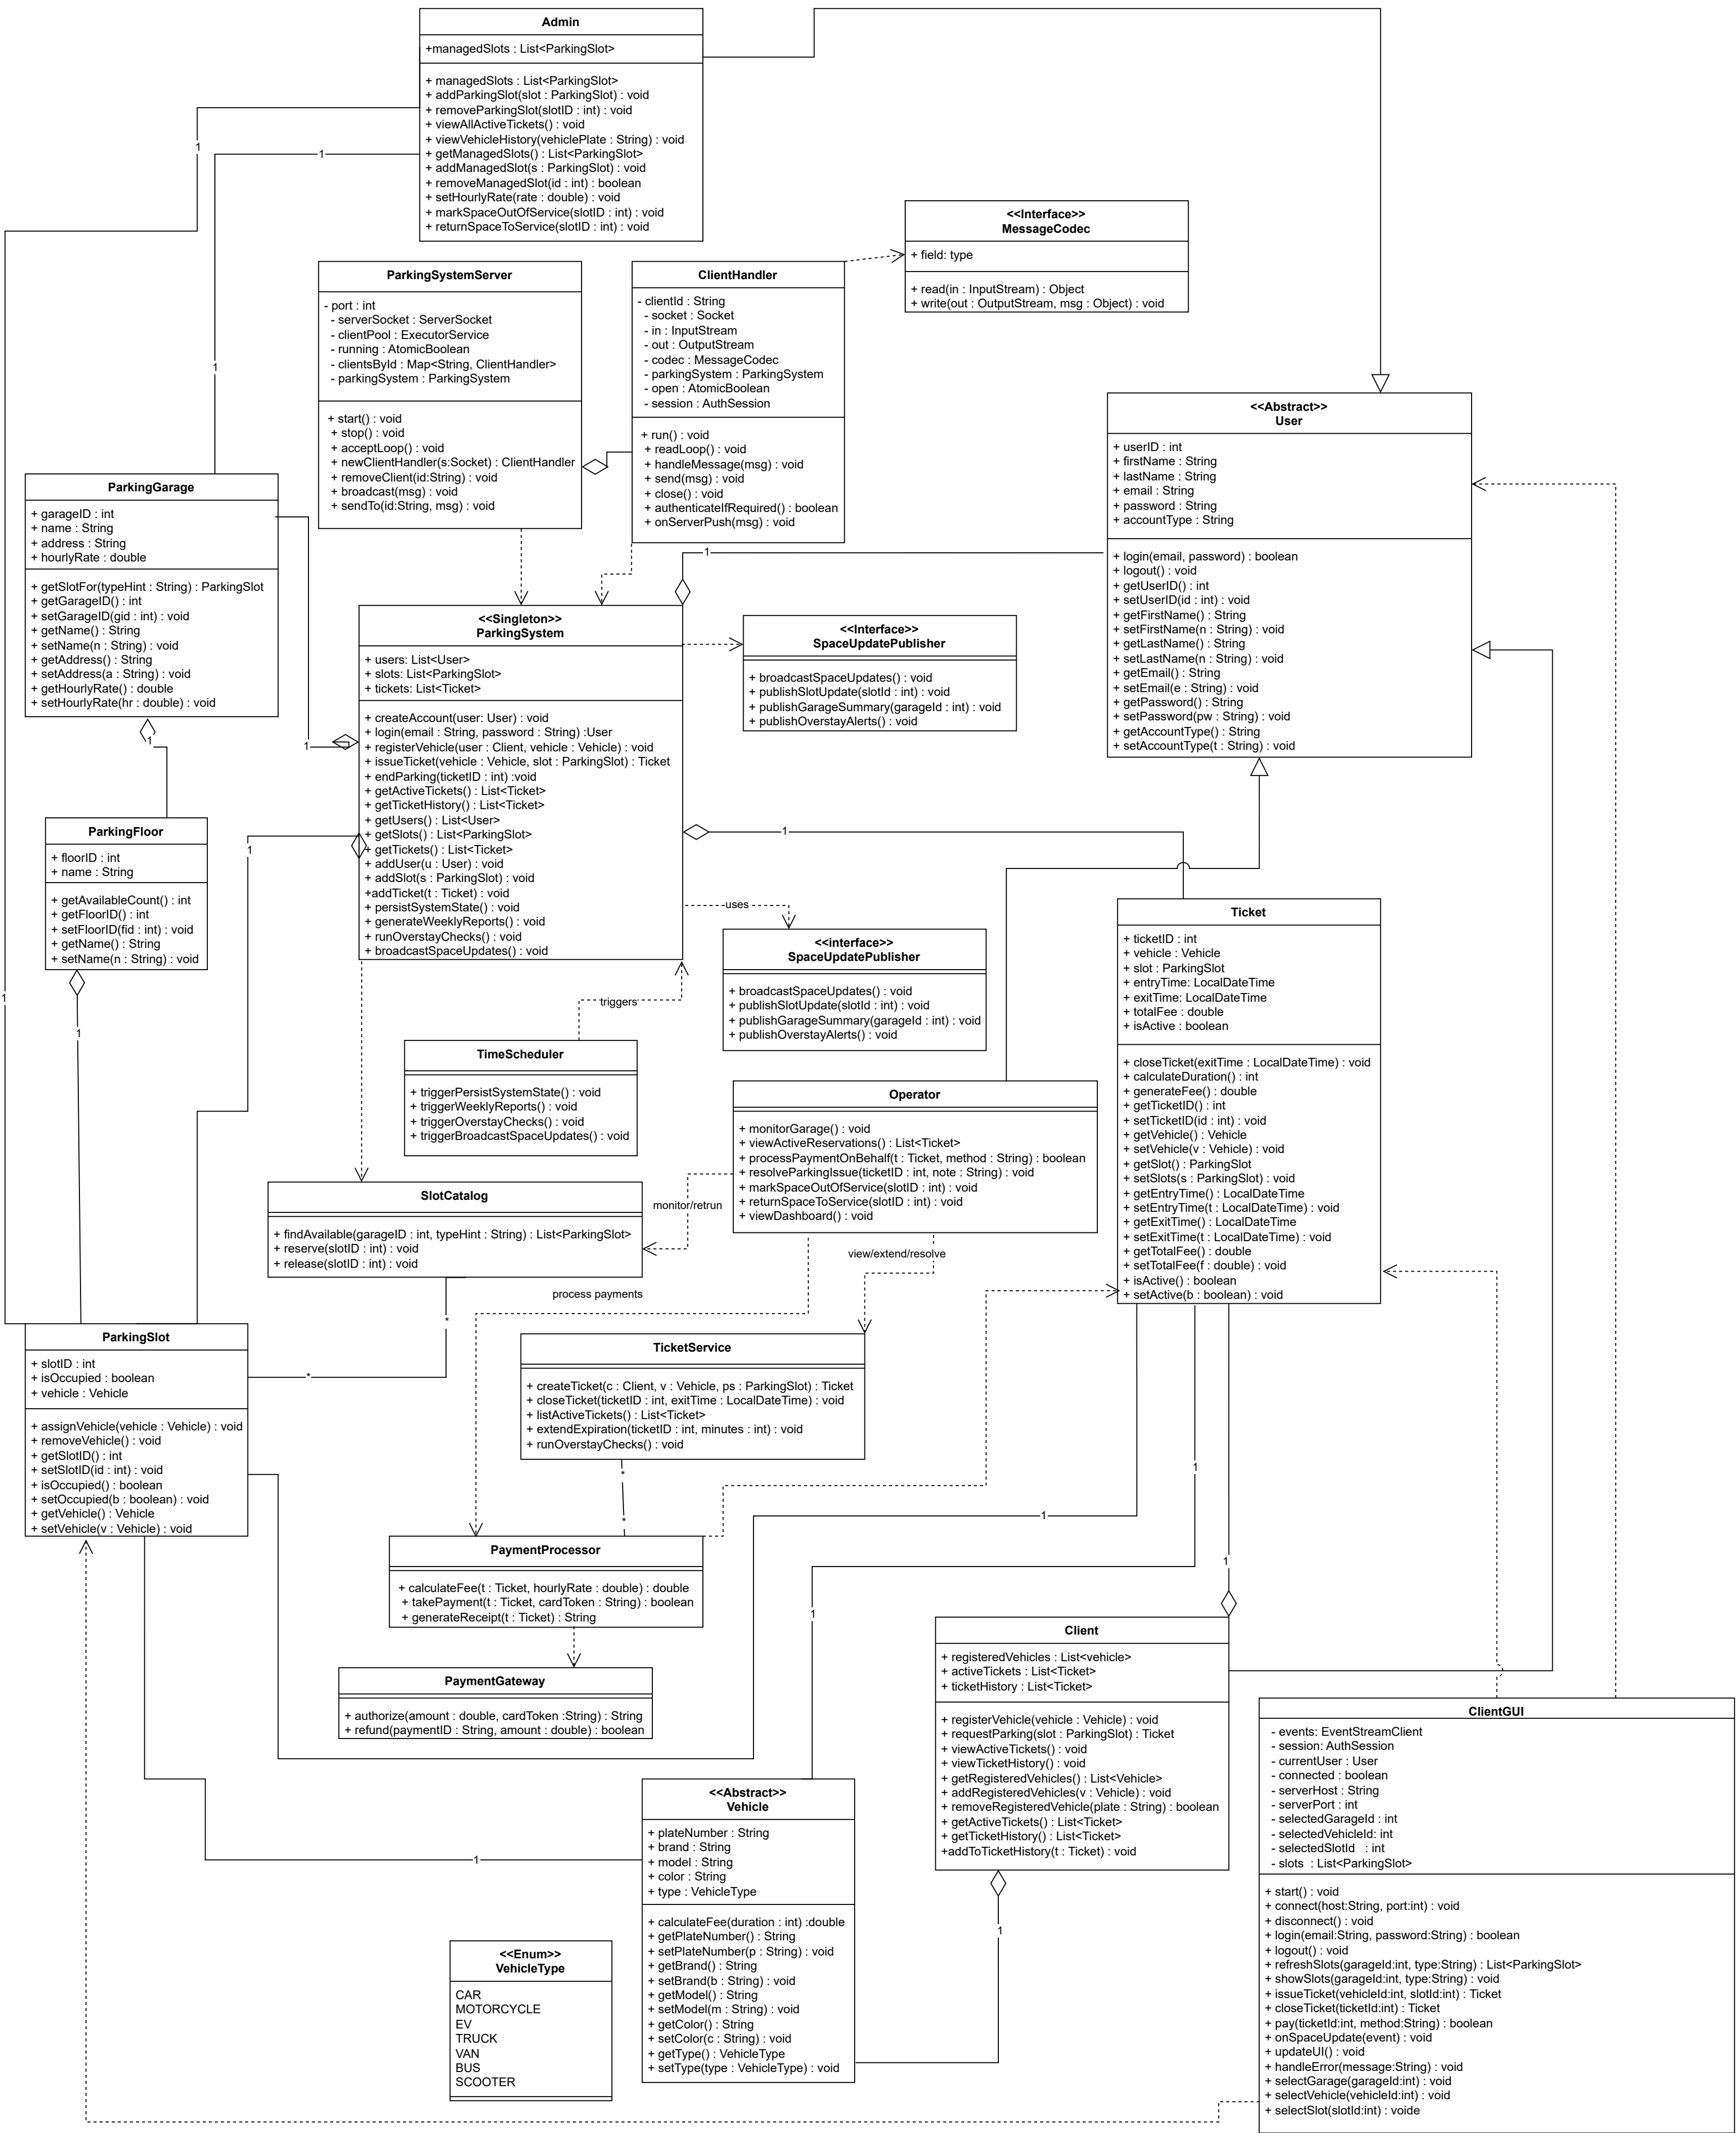 Admin
+managedSlots : List<ParkingSlot>
+ managedSlots : List<ParkingSlot>
+ addParkingSlot(slot : ParkingSlot) : void
+ removeParkingSlot(slotID : int) : void
+ viewAllActiveTickets() : void
+ viewVehicleHistory(vehiclePlate : String) : void
+ getManagedSlots() : List<ParkingSlot>
+ addManagedSlot(s : ParkingSlot) : void
+ removeManagedSlot(id : int) : boolean
+ setHourlyRate(rate : double) : void
+ markSpaceOutOfService(slotID : int) : void
+ returnSpaceToService(slotID : int) : void
1
1
1
1
<<Interface>>
MessageCodec
+ field: type
+ read(in : InputStream) : Object
+ write(out : OutputStream, msg : Object) : void
ParkingSystemServer
- port : int
- serverSocket : ServerSocket
- clientPool : ExecutorService
- running : AtomicBoolean
- clientsById : Map<String, ClientHandler>
- parkingSystem : ParkingSystem
+ start() : void
+ stop() : void
+ acceptLoop() : void
+ newClientHandler(s:Socket) : ClientHandler
+ removeClient(id:String) : void
+ broadcast(msg) : void
+ sendTo(id:String, msg) : void
ClientHandler
- clientId : String
- socket : Socket
- in : InputStream
- out : OutputStream
- codec : MessageCodec
- parkingSystem : ParkingSystem
- open : AtomicBoolean
- session : AuthSession
+ run() : void
+ readLoop() : void
+ handleMessage(msg) : void
+ send(msg) : void
+ close() : void
+ authenticateIfRequired() : boolean
+ onServerPush(msg) : void
<<Abstract>>
User
+ userID : int
+ firstName : String
+ lastName : String
+ email : String
+ password : String
+ accountType : String
+ login(email, password) : boolean
+ logout() : void
+ getUserID() : int
+ setUserID(id : int) : void
+ getFirstName() : String
+ setFirstName(n : String) : void
+ getLastName() : String
+ setLastName(n : String) : void
+ getEmail() : String
+ setEmail(e : String) : void
+ getPassword() : String
+ setPassword(pw : String) : void
+ getAccountType() : String
+ setAccountType(t : String) : void
ParkingGarage
+ garageID : int
+ name : String
+ address : String
+ hourlyRate : double
+ getSlotFor(typeHint : String) : ParkingSlot
+ getGarageID() : int
+ setGarageID(gid : int) : void
+ getName() : String
+ setName(n : String) : void
+ getAddress() : String
+ setAddress(a : String) : void
+ getHourlyRate() : double
+ setHourlyRate(hr : double) : void
1
1
1
<<Singleton>>
ParkingSystem
+ users: List<User>
+ slots: List<ParkingSlot>
+ tickets: List<Ticket>
+ createAccount(user: User) : void
+ login(email : String, password : String) :User
+ registerVehicle(user : Client, vehicle : Vehicle) : void
+ issueTicket(vehicle : Vehicle, slot : ParkingSlot) : Ticket
+ endParking(ticketID : int) :void
+ getActiveTickets() : List<Ticket>
+ getTicketHistory() : List<Ticket>
+ getUsers() : List<User>
+ getSlots() : List<ParkingSlot>
+ getTickets() : List<Ticket>
+ addUser(u : User) : void
+ addSlot(s : ParkingSlot) : void
+addTicket(t : Ticket) : void
+ persistSystemState() : void
+ generateWeeklyReports() : void
+ runOverstayChecks() : void
+ broadcastSpaceUpdates() : void
<<Interface>>
SpaceUpdatePublisher
+ broadcastSpaceUpdates() : void
+ publishSlotUpdate(slotId : int) : void
+ publishGarageSummary(garageId : int) : void
+ publishOverstayAlerts() : void
1
1
ParkingFloor
+ floorID : int
+ name : String
+ getAvailableCount() : int
+ getFloorID() : int
+ setFloorID(fid : int) : void
+ getName() : String
+ setName(n : String) : void
1
uses
<<interface>>
SpaceUpdatePublisher
+ broadcastSpaceUpdates() : void
+ publishSlotUpdate(slotId : int) : void
+ publishGarageSummary(garageId : int) : void
+ publishOverstayAlerts() : void
Ticket
+ ticketID : int
+ vehicle : Vehicle
+ slot : ParkingSlot
+ entryTime: LocalDateTime
+ exitTime: LocalDateTime
+ totalFee : double
+ isActive : boolean
+ closeTicket(exitTime : LocalDateTime) : void
+ calculateDuration() : int
+ generateFee() : double
+ getTicketID() : int
+ setTicketID(id : int) : void
+ getVehicle() : Vehicle
+ setVehicle(v : Vehicle) : void
+ getSlot() : ParkingSlot
+ setSlots(s : ParkingSlot) : void
+ getEntryTime() : LocalDateTime
+ setEntryTime(t : LocalDateTime) : void
+ getExitTime() : LocalDateTime
+ setExitTime(t : LocalDateTime) : void
+ getTotalFee() : double
+ setTotalFee(f : double) : void
+ isActive() : boolean
+ setActive(b : boolean) : void
triggers
TimeScheduler
+ triggerPersistSystemState() : void
+ triggerWeeklyReports() : void
+ triggerOverstayChecks() : void
+ triggerBroadcastSpaceUpdates() : void
Operator
+ monitorGarage() : void
+ viewActiveReservations() : List<Ticket>
+ processPaymentOnBehalf(t : Ticket, method : String) : boolean
+ resolveParkingIssue(ticketID : int, note : String) : void
+ markSpaceOutOfService(slotID : int) : void
+ returnSpaceToService(slotID : int) : void
+ viewDashboard() : void
1
SlotCatalog
+ findAvailable(garageID : int, typeHint : String) : List<ParkingSlot>
+ reserve(slotID : int) : void
+ release(slotID : int) : void
monitor/retrun
view/extend/resolve
process payments
*
*
ParkingSlot
+ slotID : int
+ isOccupied : boolean
+ vehicle : Vehicle
+ assignVehicle(vehicle : Vehicle) : void
+ removeVehicle() : void
+ getSlotID() : int
+ setSlotID(id : int) : void
+ isOccupied() : boolean
+ setOccupied(b : boolean) : void
+ getVehicle() : Vehicle
+ setVehicle(v : Vehicle) : void
TicketService
+ createTicket(c : Client, v : Vehicle, ps : ParkingSlot) : Ticket
+ closeTicket(ticketID : int, exitTime : LocalDateTime) : void
+ listActiveTickets() : List<Ticket>
+ extendExpiration(ticketID : int, minutes : int) : void
+ runOverstayChecks() : void
*
*
1
1
1
1
PaymentProcessor
+ calculateFee(t : Ticket, hourlyRate : double) : double
+ takePayment(t : Ticket, cardToken : String) : boolean
+ generateReceipt(t : Ticket) : String
PaymentGateway
+ authorize(amount : double, cardToken :String) : String
+ refund(paymentID : String, amount : double) : boolean
Client
+ registeredVehicles : List<vehicle>
+ activeTickets : List<Ticket>
+ ticketHistory : List<Ticket>
+ registerVehicle(vehicle : Vehicle) : void
+ requestParking(slot : ParkingSlot) : Ticket
+ viewActiveTickets() : void
+ viewTicketHistory() : void
+ getRegisteredVehicles() : List<Vehicle>
+ addRegisteredVehicles(v : Vehicle) : void
+ removeRegisteredVehicle(plate : String) : boolean
+ getActiveTickets() : List<Ticket>
+ getTicketHistory() : List<Ticket>
+addToTicketHistory(t : Ticket) : void
ClientGUI
- events: EventStreamClient
- session: AuthSession
- currentUser : User
- connected : boolean
- serverHost : String
- serverPort : int
- selectedGarageId : int
- selectedVehicleId: int
- selectedSlotId : int
- slots : List<ParkingSlot>
+ start() : void
+ connect(host:String, port:int) : void
+ disconnect() : void
+ login(email:String, password:String) : boolean
+ logout() : void
+ refreshSlots(garageId:int, type:String) : List<ParkingSlot>
+ showSlots(garageId:int, type:String) : void
+ issueTicket(vehicleId:int, slotId:int) : Ticket
+ closeTicket(ticketId:int) : Ticket
+ pay(ticketId:int, method:String) : boolean
+ onSpaceUpdate(event) : void
+ updateUI() : void
+ handleError(message:String) : void
+ selectGarage(garageId:int) : void
+ selectVehicle(vehicleId:int) : void
+ selectSlot(slotId:int) : voide
<<Abstract>>
Vehicle
+ plateNumber : String
+ brand : String
+ model : String
+ color : String
+ type : VehicleType
+ calculateFee(duration : int) :double
+ getPlateNumber() : String
+ setPlateNumber(p : String) : void
+ getBrand() : String
+ setBrand(b : String) : void
+ getModel() : String
+ setModel(m : String) : void
+ getColor() : String
+ setColor(c : String) : void
+ getType() : VehicleType
+ setType(type : VehicleType) : void
1
1
<<Enum>>
VehicleType
CAR
MOTORCYCLE
EV
TRUCK
VAN
BUS
SCOOTER